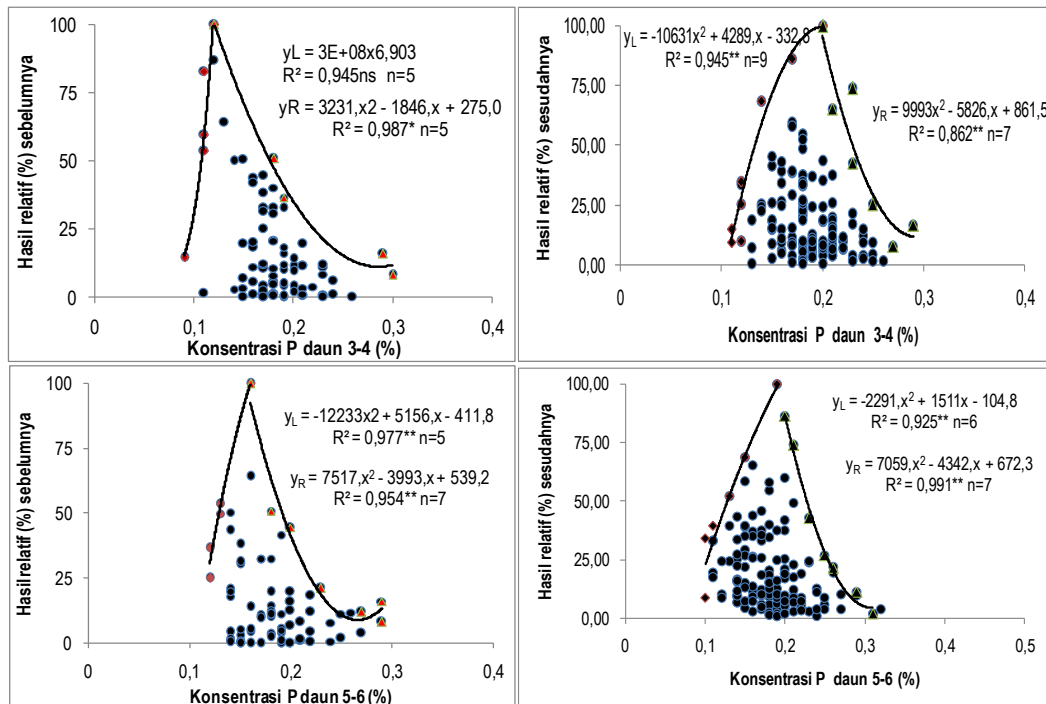 Hasil relatif (%) sebelumnya
100
75
50
25
0
yL = 3E+08x6,903
R² = 0,945ns n=5
yR = 3231,x2 - 1846,x + 275,0
R² = 0,987* n=5
0 0,1 0,2 0,3 0,4
Konsentrasi P daun 3-4 (%)
Hasil relatif (%) sesudahnya
100,00
75,00
50,00
25,00
0,00
yL = -10631x² + 4289,x - 332,8
R² = 0,945** n=9
yR = 9993x² - 5826,x + 861,5
R² = 0,862** n=7
0 0,1 0,2 0,3 0,4
Konsentrasi P daun 3-4 (%)
Hasil relatif (%) sebelumnya
100
75
50
25
0
yL = -12233x2 + 5156,x - 411,8
R² = 0,977** n=5
yR = 7517,x² - 3993,x + 539,2
R² = 0,954** n=7
0 0,1 0,2 0,3 0,4
Konsentrasi P daun 5-6 (%)
Hasil relatif (%) sesudahnya
100,00
75,00
50,00
25,00
0,00
yL = -2291,x² + 1511x - 104,8
R² = 0,925** n=6
yR = 7059,x² - 4342,x + 672,3
R² = 0,991** n=7
0 0,1 0,2 0,3 0,4 0,5
Konsentrasi P daun 5-6 (%)